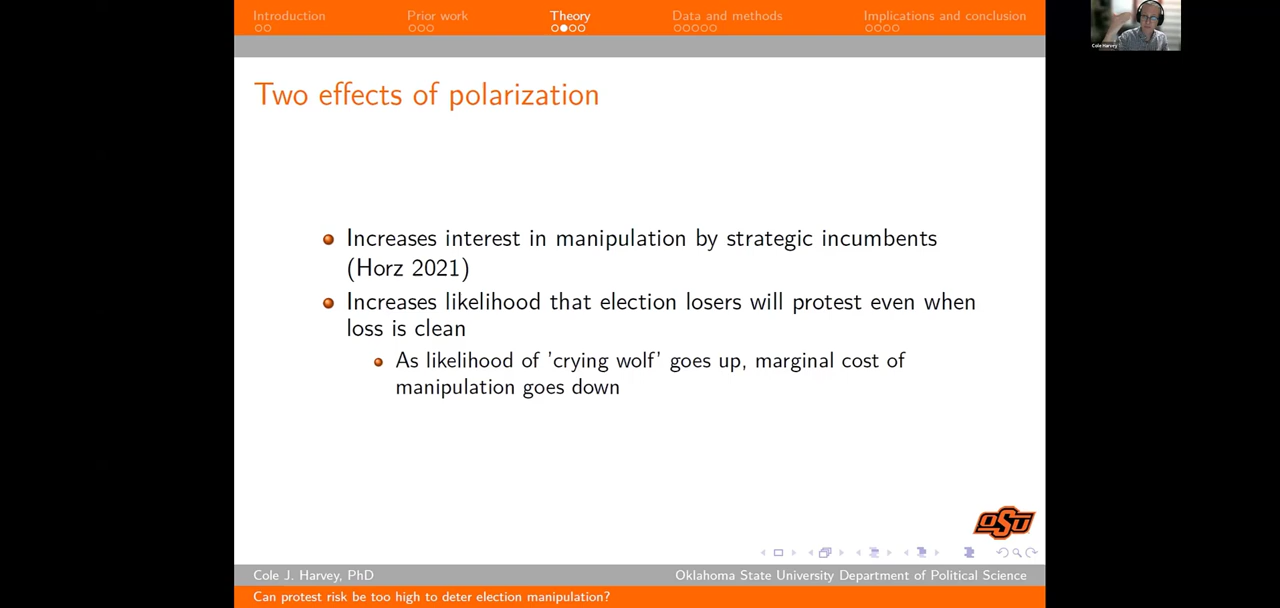 Introduction Prior work Theory Data and methods Implications and conclusion
Two effects of polarization
Increases interest in manipulation by strategic incumbents
(Horz 2021)
Increases likelihood that election losers will protest even when
loss is clean
As likelihood of 'crying wolf' goes up, marginal cost of
manipulation goes down
OSU
Cole J. Harvey, PhD Oklahoma State University Department of Political Science
Can protest risk be too high to deter election manipulation?
Cole Harvey